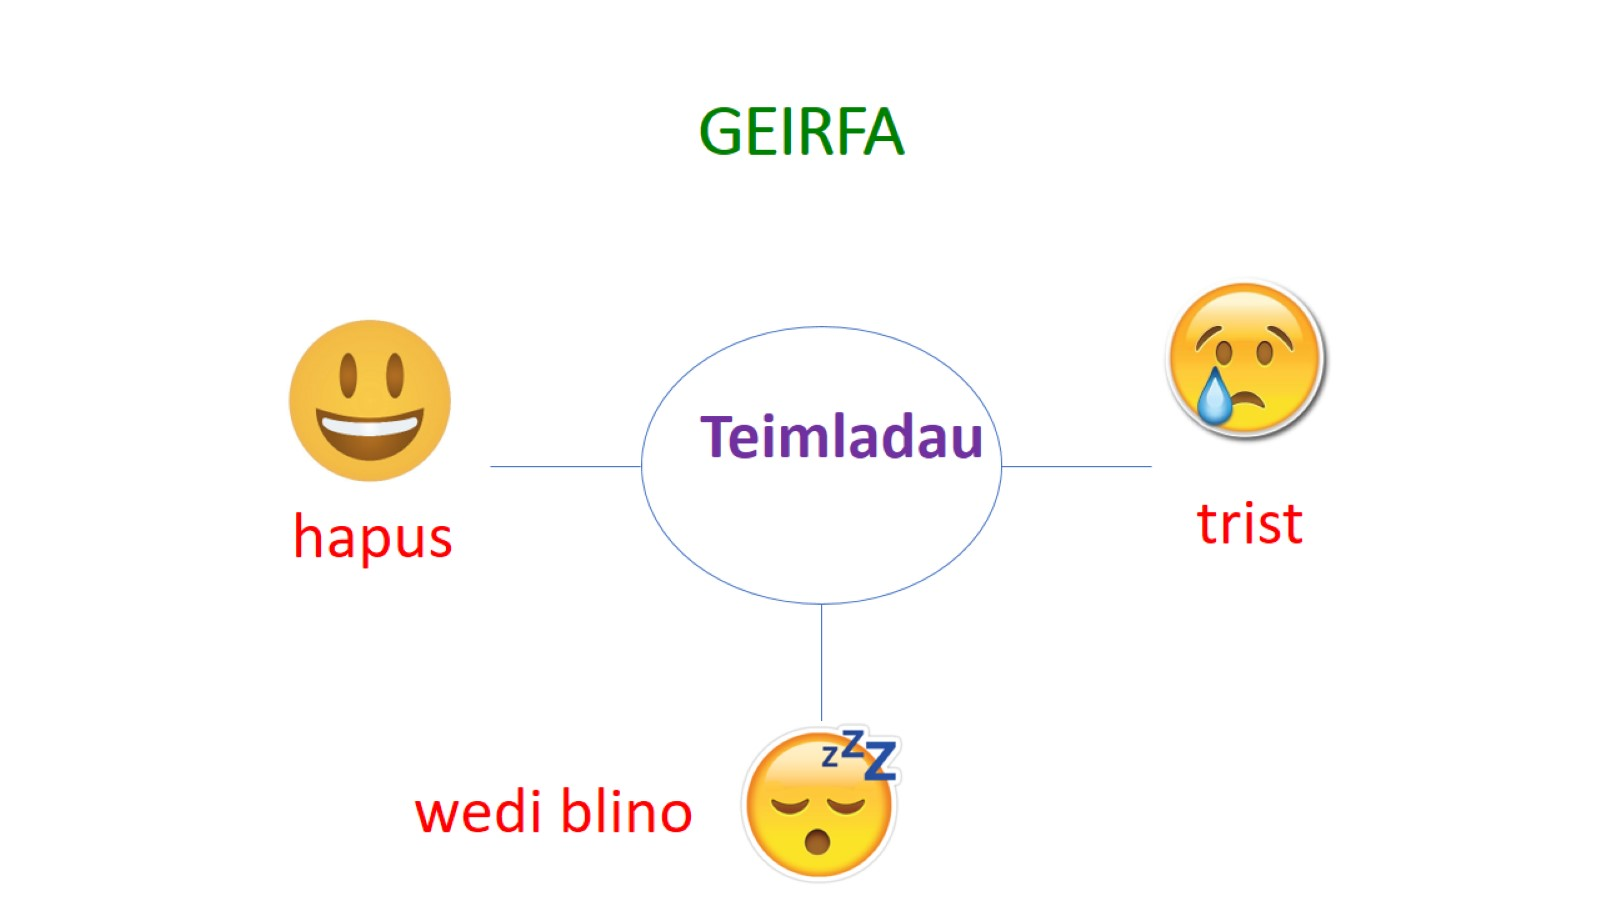 GEIRFA
Teimladau
hapus
trist
wedi blino
z z z